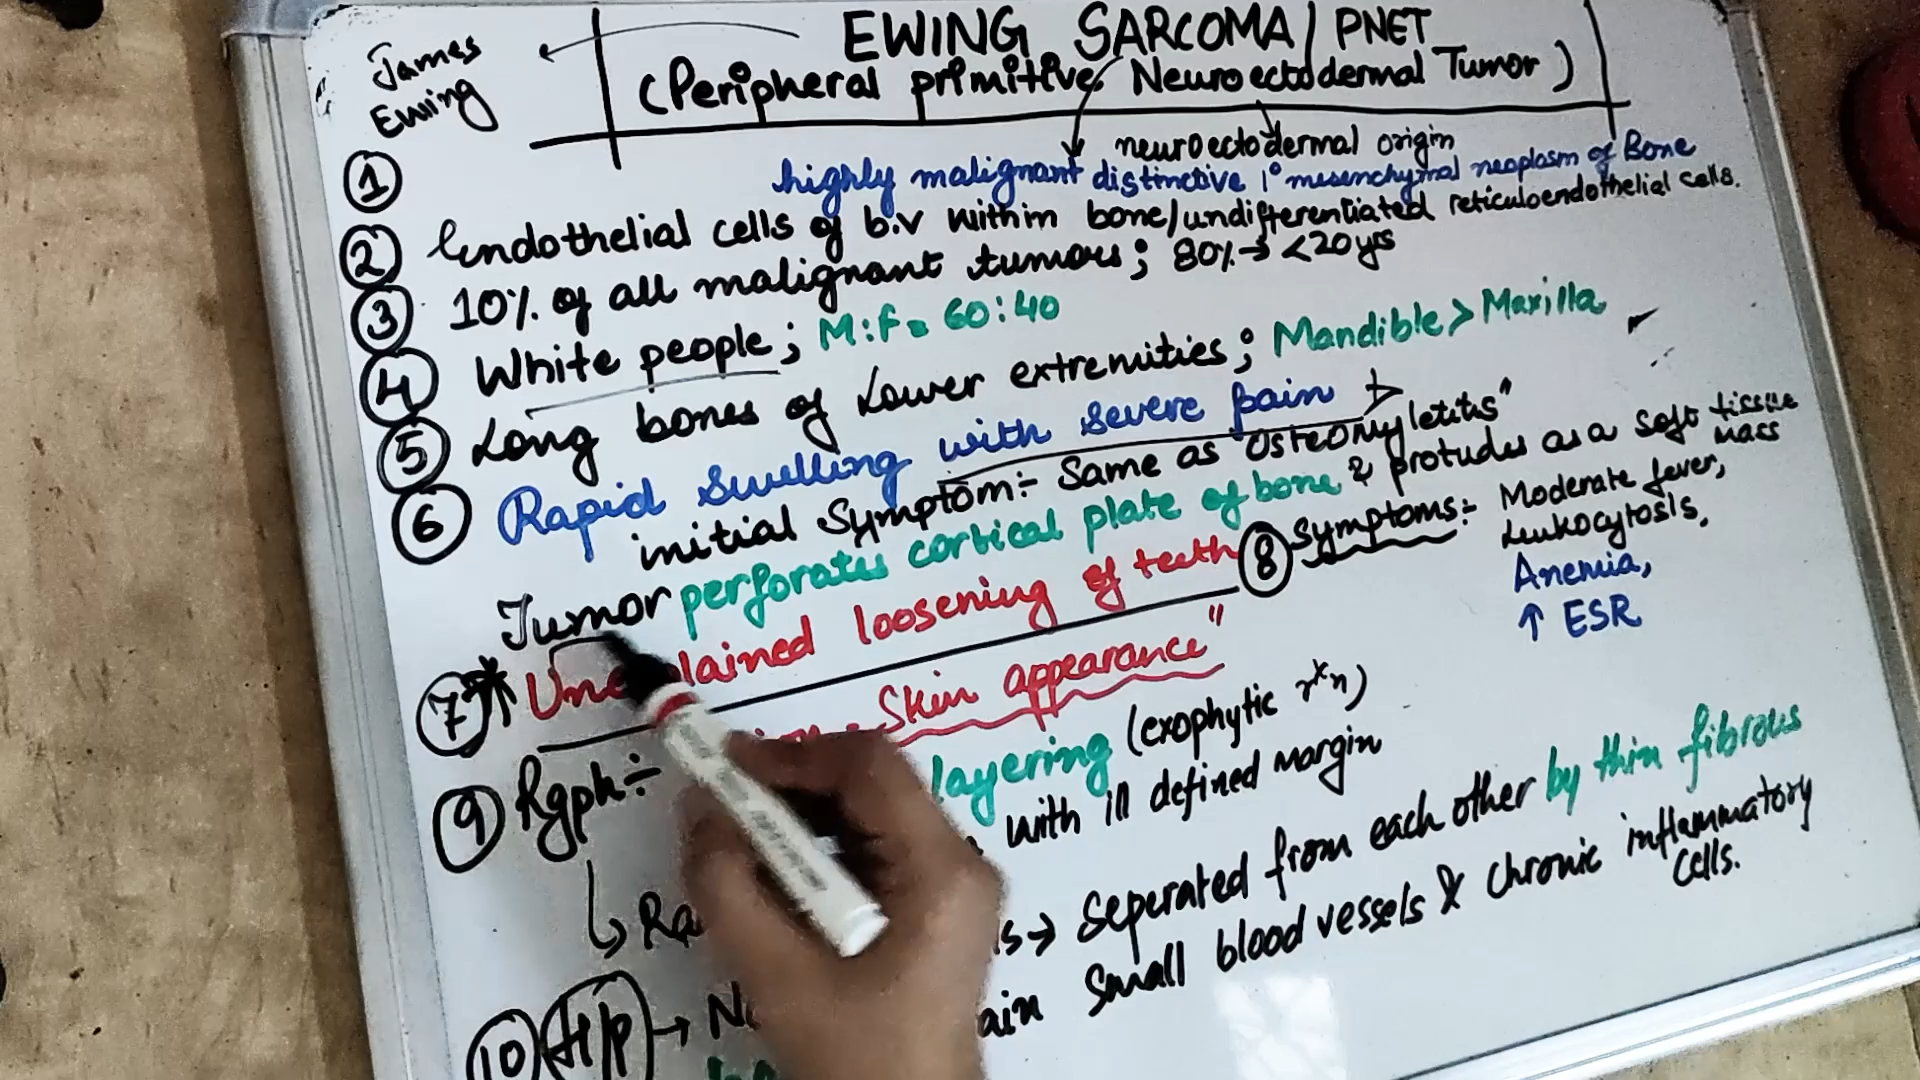 James
Ewing
EWING SARCOMA / PNET
(Peripheral primitive Neuroectodermal Tumor)
neuroectodermal origin
① highly malignant distinctive 1° mesenchymal neoplasm of Bone
② Endothelial cells of b.v within bone/undifferentiated reticuloendothelial cells.
③ 10% of all malignant tumors; 80% → <20yrs
④ White people; M:F = 60:40
⑤ Long bones of Lower extremities; Mandible > Maxilla
⑥ Rapid swelling with severe pain
initial Symptom:- Same as Osteomyletitis"
Tumor perforates cortical plate of bone & protudes as a soft tissue mass
⑦ * Unexplained loosening of teeth
⑧ Symptoms:- Moderate fever,
Leukocytosis,
Anemia,
↑ ESR
⑨ Rgph:- Skin appearance"
layering (exophytic rxn)
with ill defined margin
→ Seperated from each other by thin fibrous
⑩ H/P → small blood vessels & chronic inflammatory
cells.